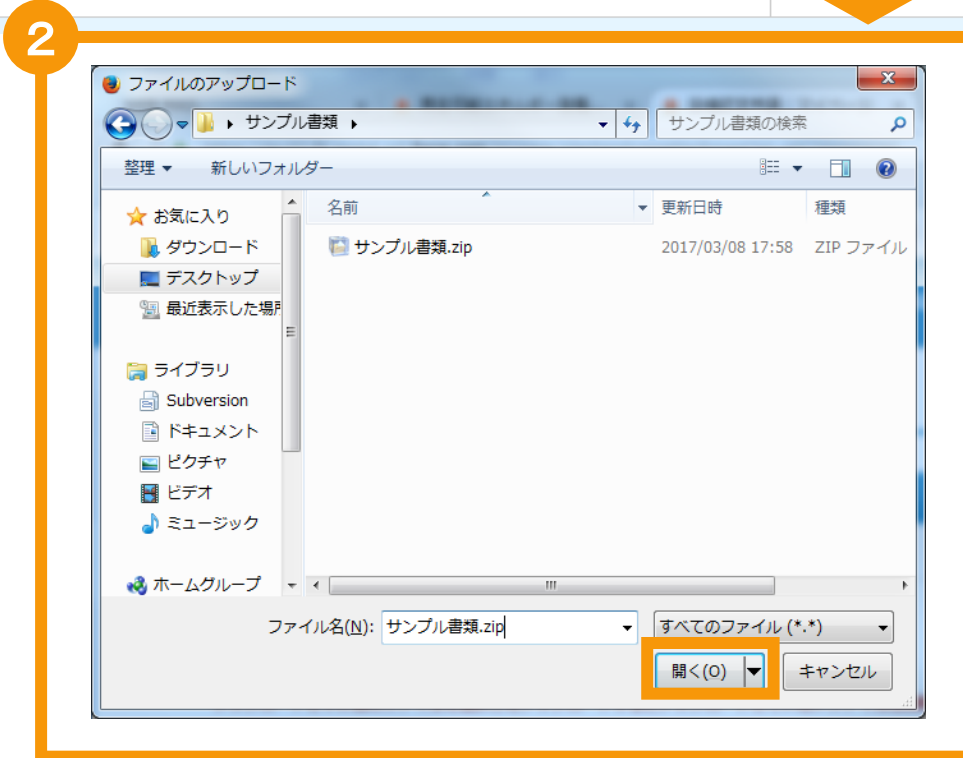 2
ファイルのアップロード
サンプル書類
サンプル書類の検索
整理
新しいフォルダー
名前
更新日時
種類
お気に入り
ダウンロード
デスクトップ
最近表示した場所
ライブラリ
Subversion
ドキュメント
ピクチャ
ビデオ
ミュージック
ホームグループ
サンプル書類.zip
2017/03/08 17:58
ZIP ファイル
ファイル名(N):
サンプル書類.zip
すべてのファイル (*.*)
開く(O)
キャンセル